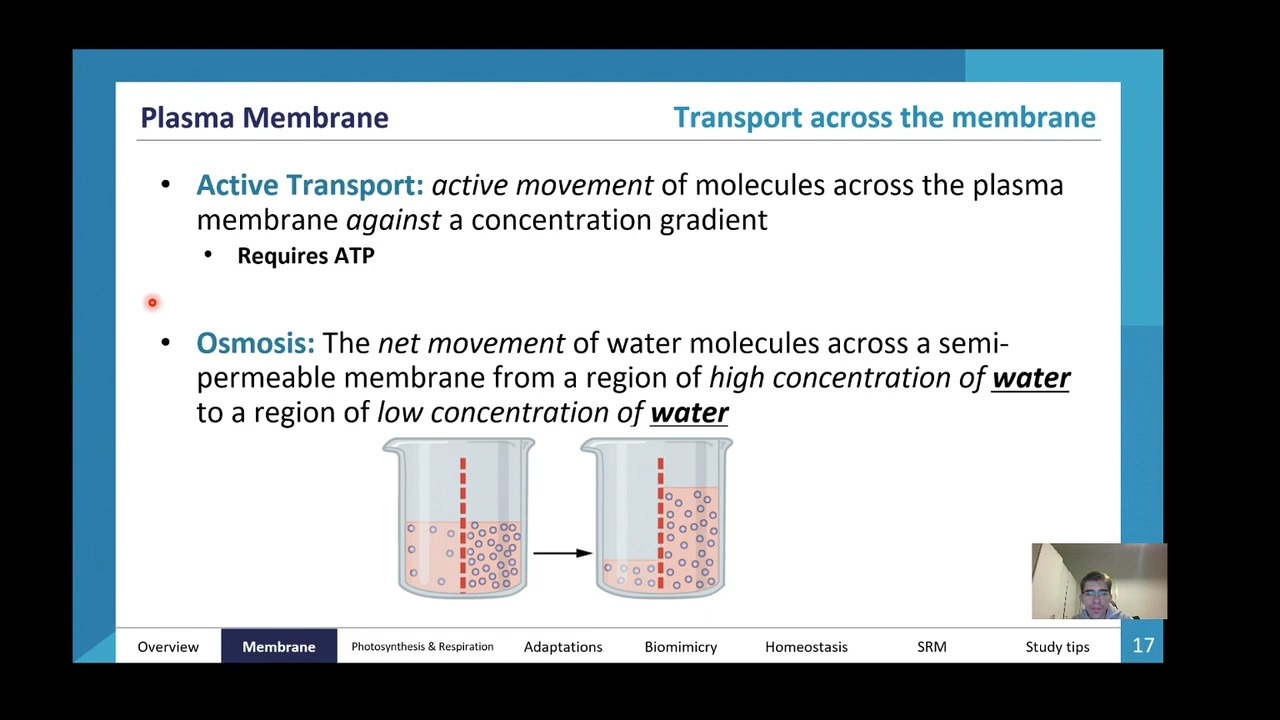 Plasma Membrane
Transport across the membrane
• Active Transport: active movement of molecules across the plasma
membrane against a concentration gradient
• Requires ATP
• Osmosis: The net movement of water molecules across a semi-
permeable membrane from a region of high concentration of water
to a region of low concentration of water
Overview Membrane Photosynthesis & Respiration Adaptations Biomimicry Homeostasis SRM Study tips 17